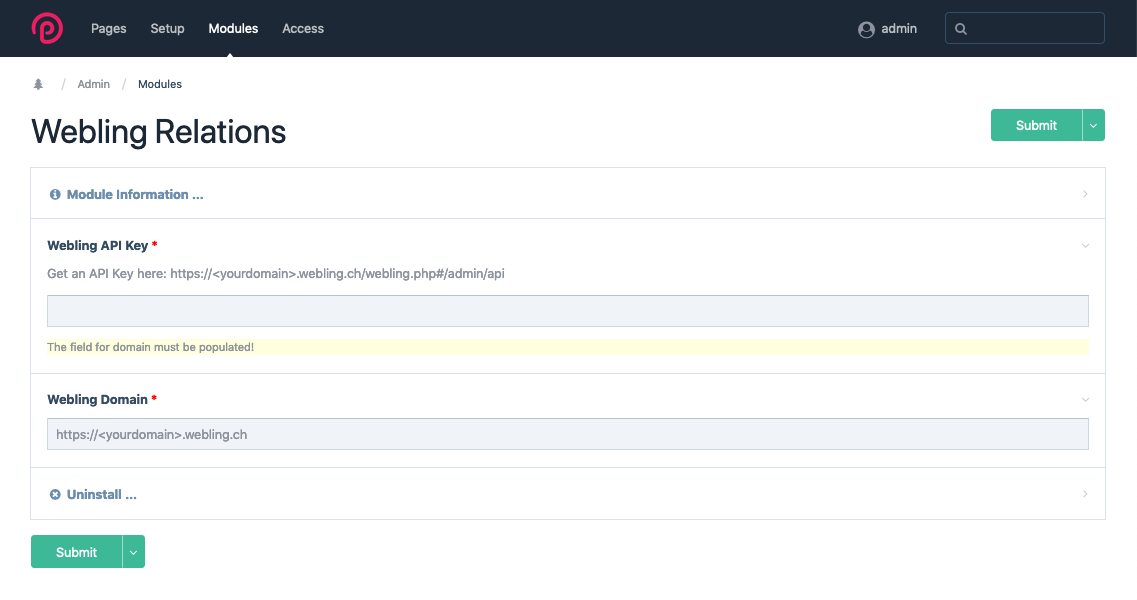 Pages Setup Modules Access admin
/ Admin / Modules
Webling Relations
Submit
Module Information ...
Webling API Key *
Get an API Key here: https://<yourdomain>.webling.ch/webling.php#/admin/api
The field for domain must be populated!
Webling Domain *
https://<yourdomain>.webling.ch
Uninstall ...
Submit